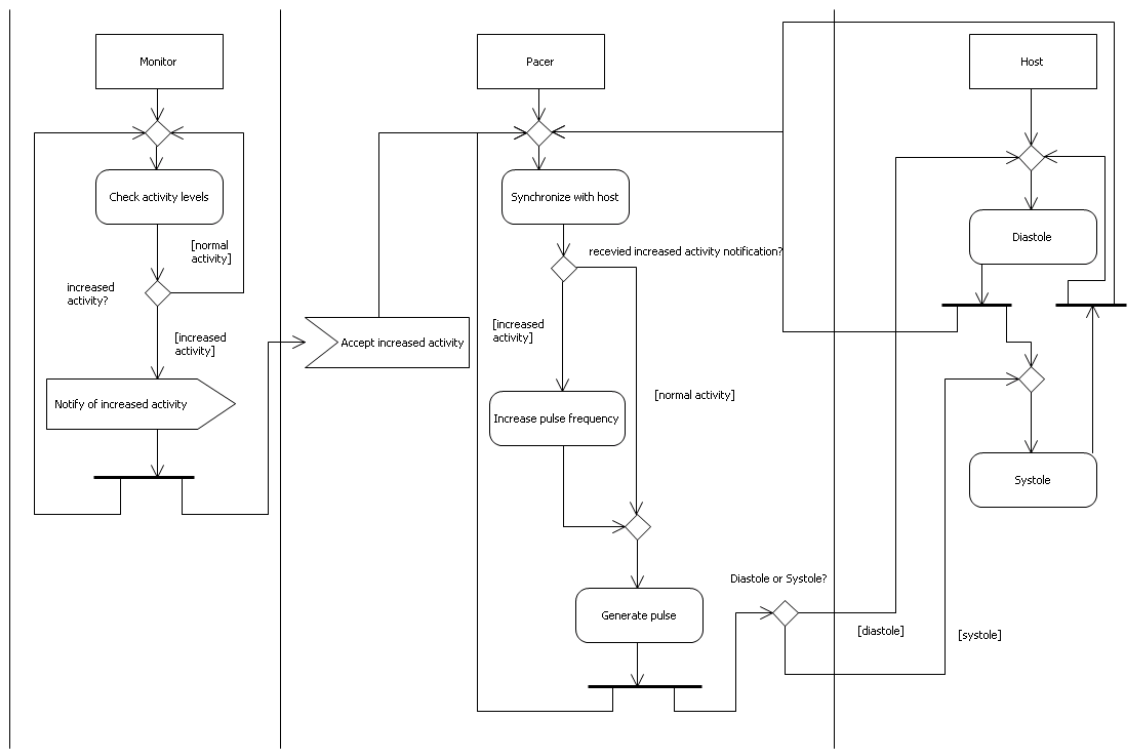 Monitor
Check activity levels
[normal
activity]
increased
activity?
[increased
activity]
Notify of increased activity
Accept increased activity
Pacer
Synchronize with host
recevied increased activity notification?
[increased
activity]
[normal activity]
Increase pulse frequency
Generate pulse
Diastole or Systole?
[diastole]
[systole]
Host
Diastole
Systole